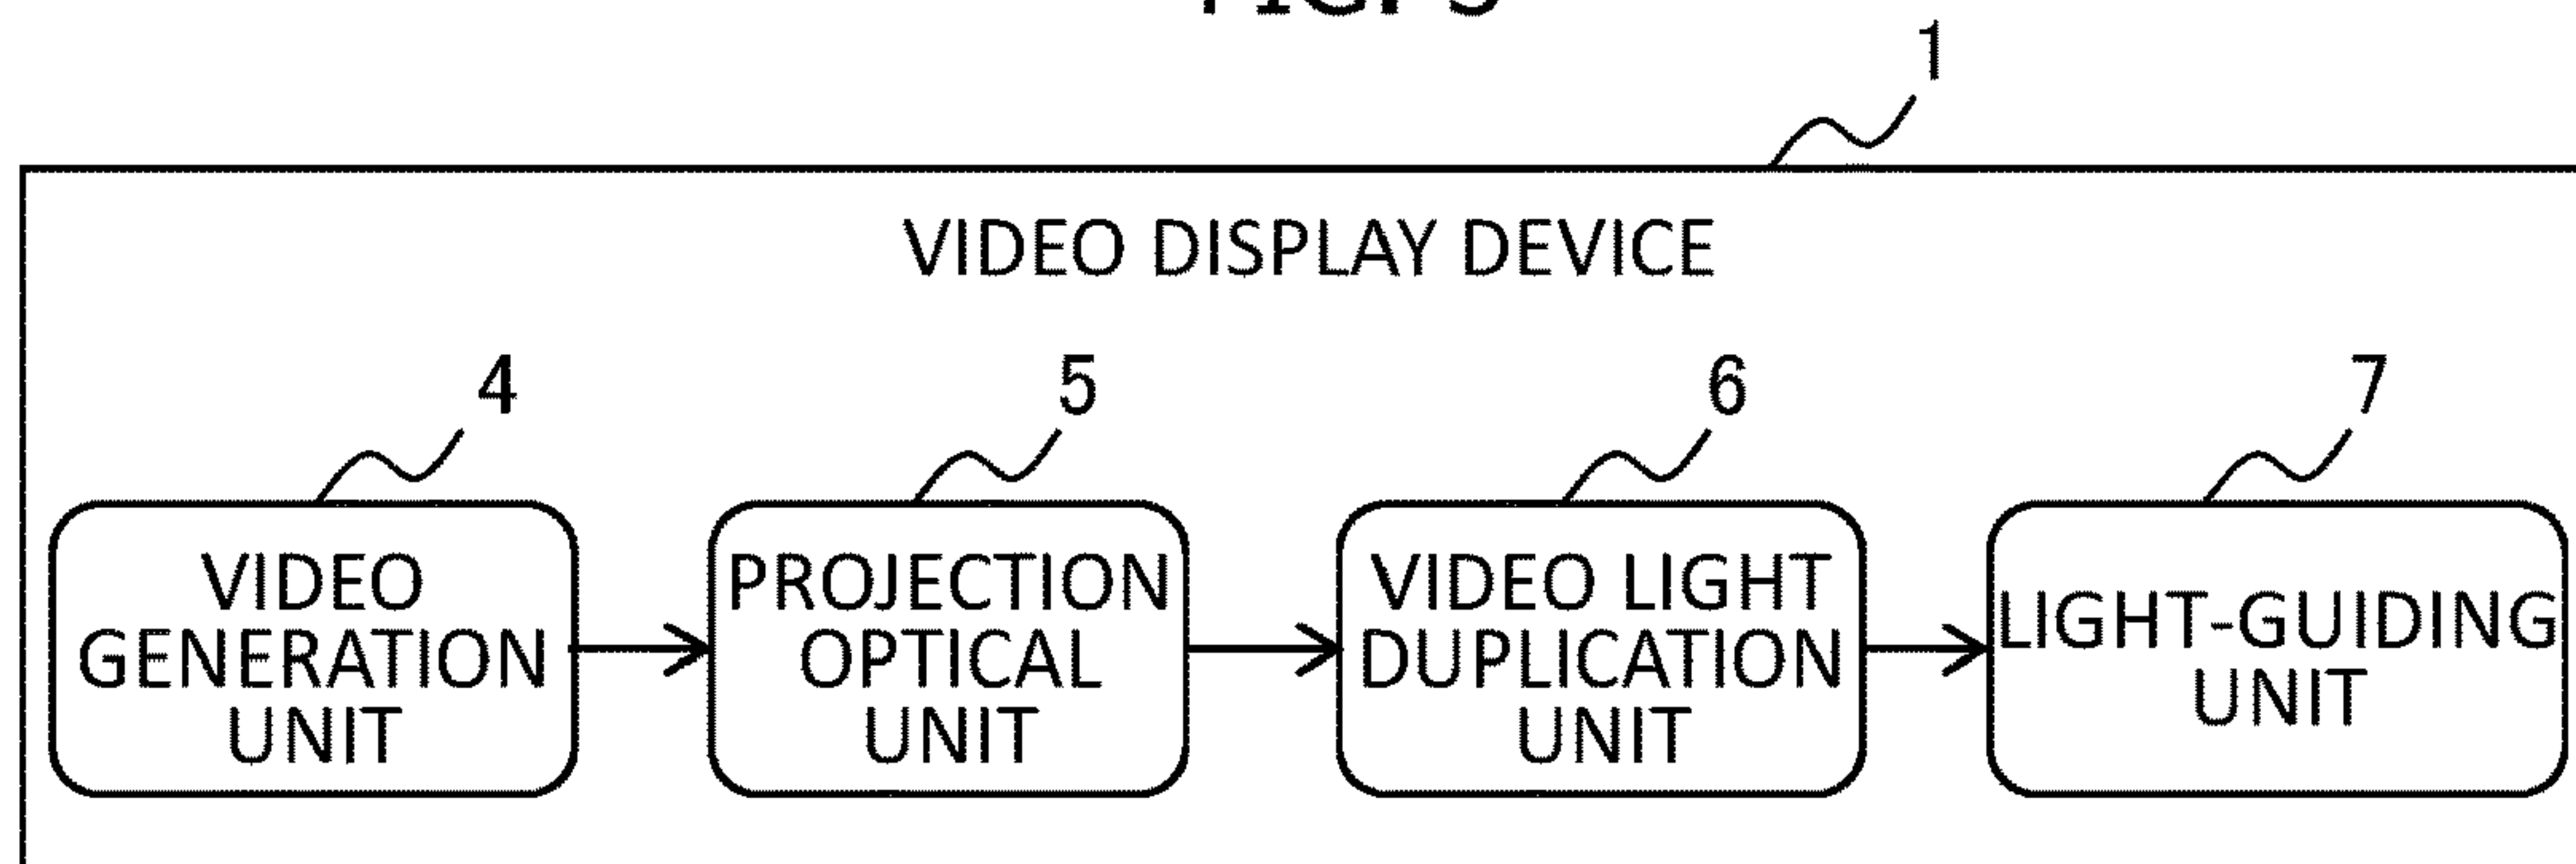 1
VIDEO DISPLAY DEVICE
4
5
6
7
VIDEO
GENERATION
UNIT
PROJECTION
OPTICAL
UNIT
VIDEO LIGHT
DUPLICATION
UNIT
LIGHT-GUIDING
UNIT